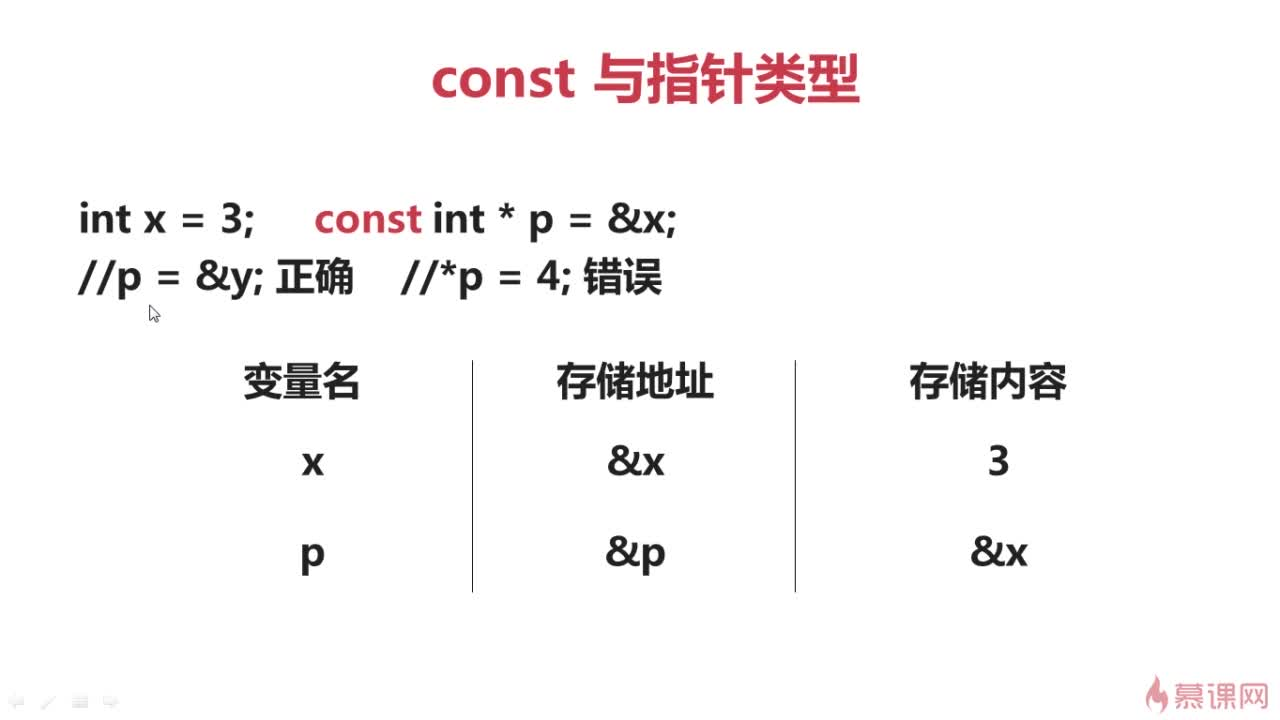 const 与指针类型
int x = 3; const int * p = &x;
//p = &y; 正确 //*p = 4; 错误
变量名 存储地址 存储内容
x &x 3
p &p &x
慕课网